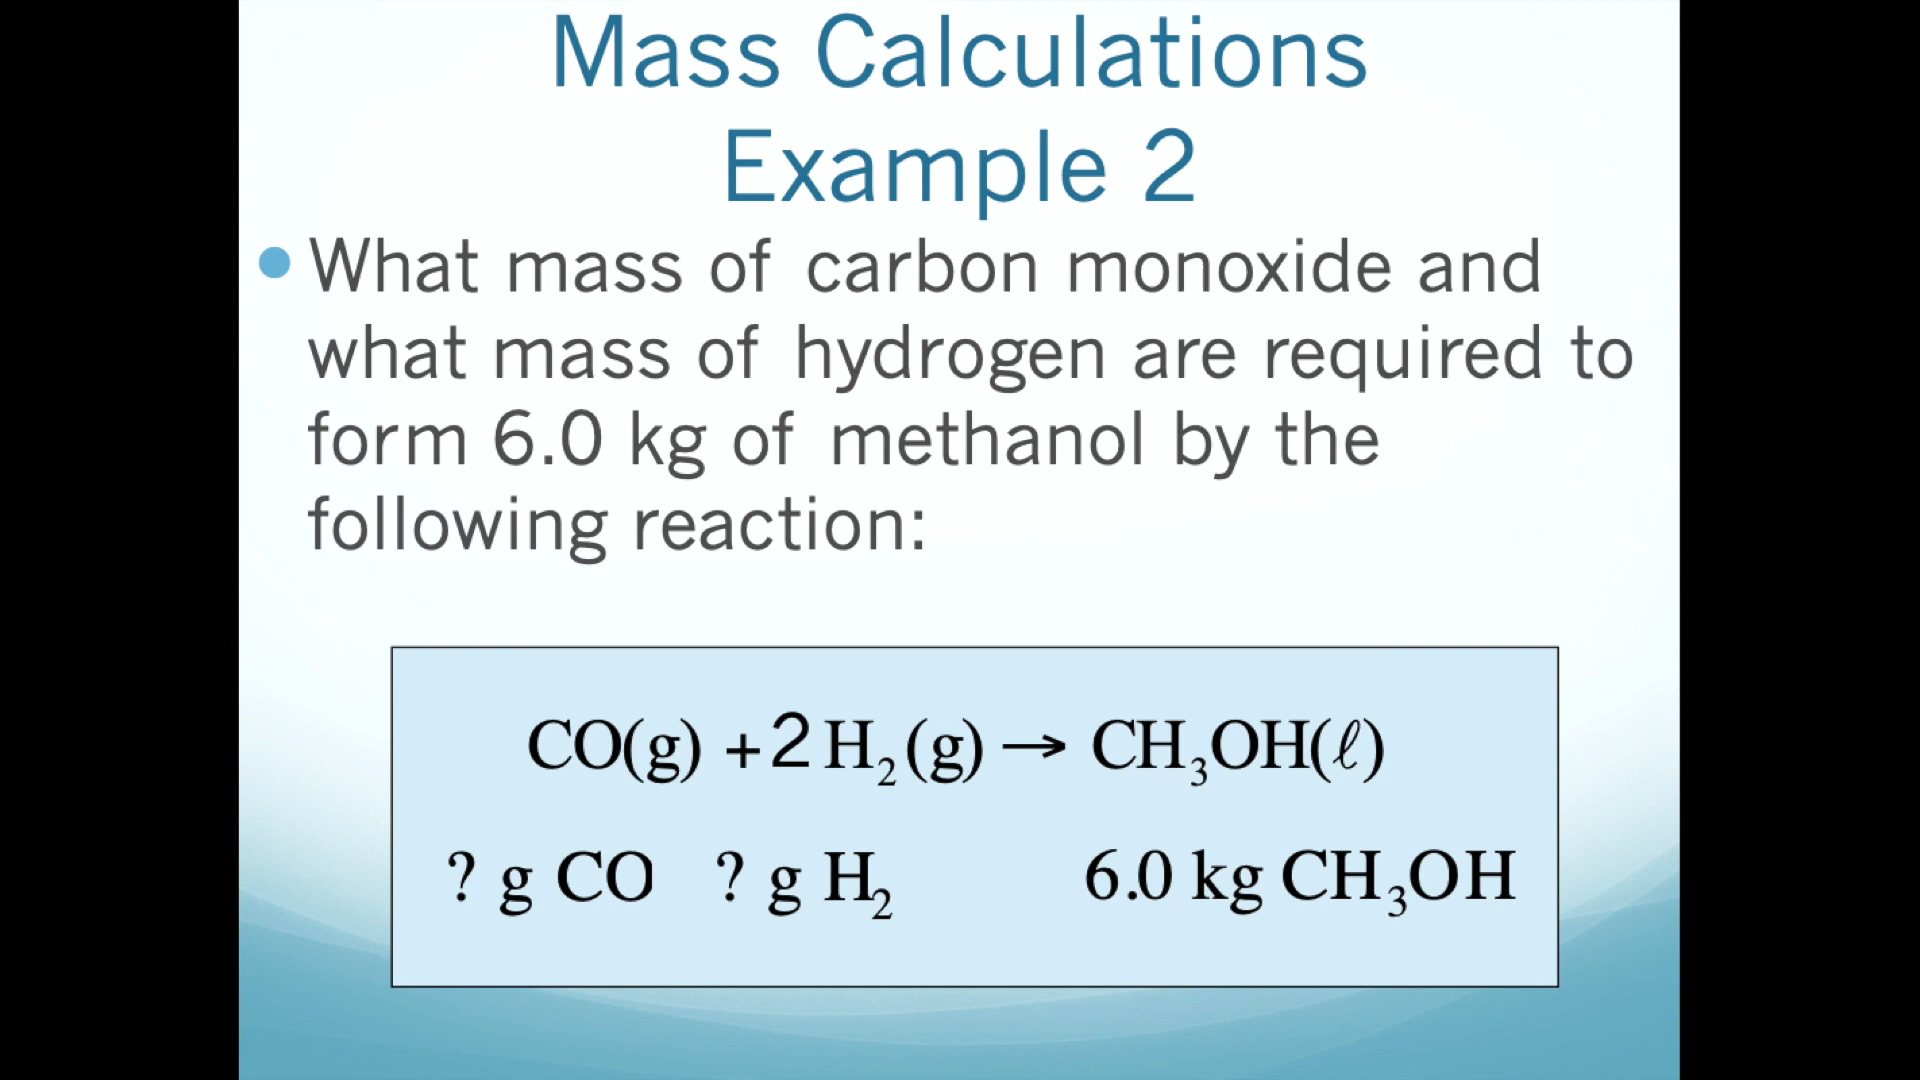 Mass Calculations
Example 2
• What mass of carbon monoxide and
what mass of hydrogen are required to
form 6.0 kg of methanol by the
following reaction:
CO(g) + 2 H₂(g) → CH₃OH(ℓ)
? g CO ? g H₂ 6.0 kg CH₃OH